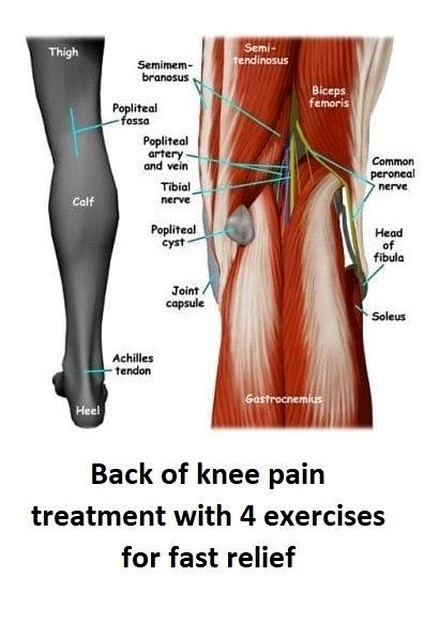 Thigh
Semi-
tendinosus
Semimem-
branosus
Biceps
femoris
Popliteal
fossa
Popliteal
artery
and vein
Common
peroneal
nerve
Tibial
nerve
Calf
Popliteal
cyst
Head
of
fibula
Joint
capsule
Soleus
Achilles
tendon
Heel
Gastrocnemius
Back of knee pain
treatment with 4 exercises
for fast relief